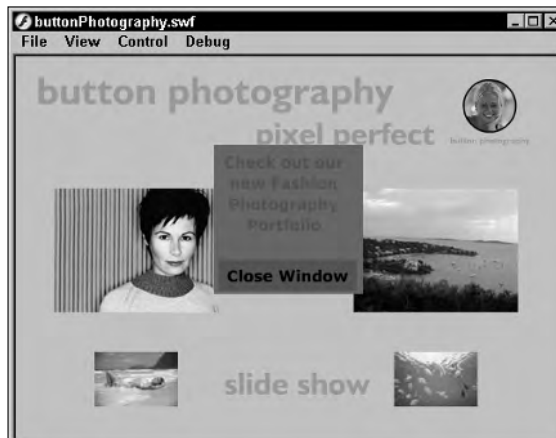 buttonPhotography.swf
File View Control Debug
button photography
pixel perfect
button photography
Check out our
new Fashion
Photography
Portfolio
Close Window
slide show